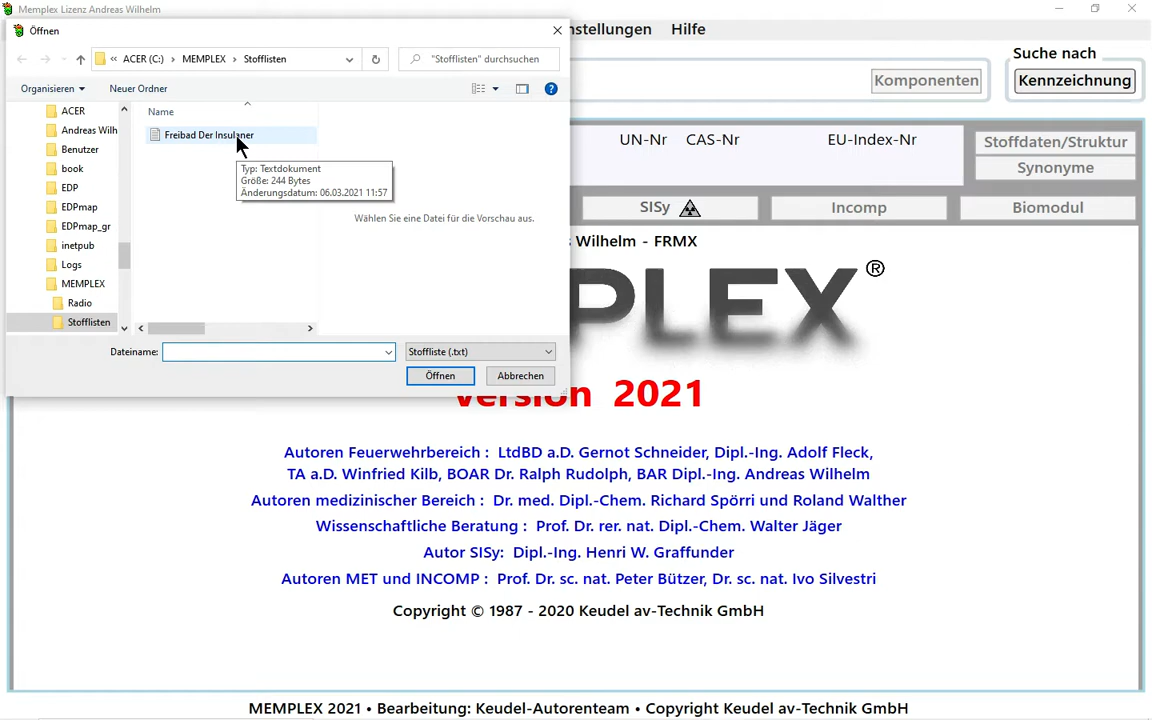 Memplex Lizenz Andreas Wilhelm
Öffnen
nstellungen Hilfe
« ACER (C:) › MEMPLEX › Stofflisten
"Stofflisten" durchsuchen
Suche nach
Komponenten
Kennzeichnung
Organisieren
Neuer Ordner
ACER
Andreas Wilh
Benutzer
book
EDP
EDPmap
EDPmap_gr
inetpub
Logs
MEMPLEX
Radio
Stofflisten
Name
Freibad Der Insulaner
Typ: Textdokument
Größe: 244 Bytes
Änderungsdatum: 06.03.2021 11:57
Wählen Sie eine Datei für die Vorschau aus.
Dateiname:
Stoffliste (.txt)
Öffnen
Abbrechen
UN-Nr CAS-Nr EU-Index-Nr
Stoffdaten/Struktur
Synonyme
SISy
Incomp
Biomodul
s Wilhelm - FRMX
PLEX®
Version 2021
Autoren Feuerwehrbereich : LtdBD a.D. Gernot Schneider, Dipl.-Ing. Adolf Fleck,
TA a.D. Winfried Kilb, BOAR Dr. Ralph Rudolph, BAR Dipl.-Ing. Andreas Wilhelm
Autoren medizinischer Bereich : Dr. med. Dipl.-Chem. Richard Spörri und Roland Walther
Wissenschaftliche Beratung : Prof. Dr. rer. nat. Dipl.-Chem. Walter Jäger
Autor SISy: Dipl.-Ing. Henri W. Graffunder
Autoren MET und INCOMP : Prof. Dr. sc. nat. Peter Bützer, Dr. sc. nat. Ivo Silvestri
Copyright © 1987 - 2020 Keudel av-Technik GmbH
MEMPLEX 2021 • Bearbeitung: Keudel-Autorenteam • Copyright Keudel av-Technik GmbH